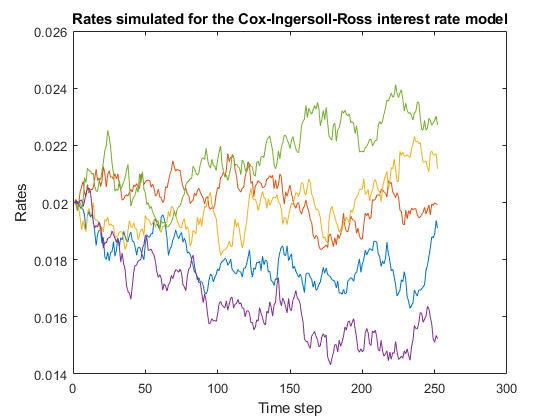 Rates simulated for the Cox-Ingersoll-Ross interest rate model
0.026
0.024
0.022
0.02
0.018
0.016
0.014
Rates
0 50 100 150 200 250 300
Time step